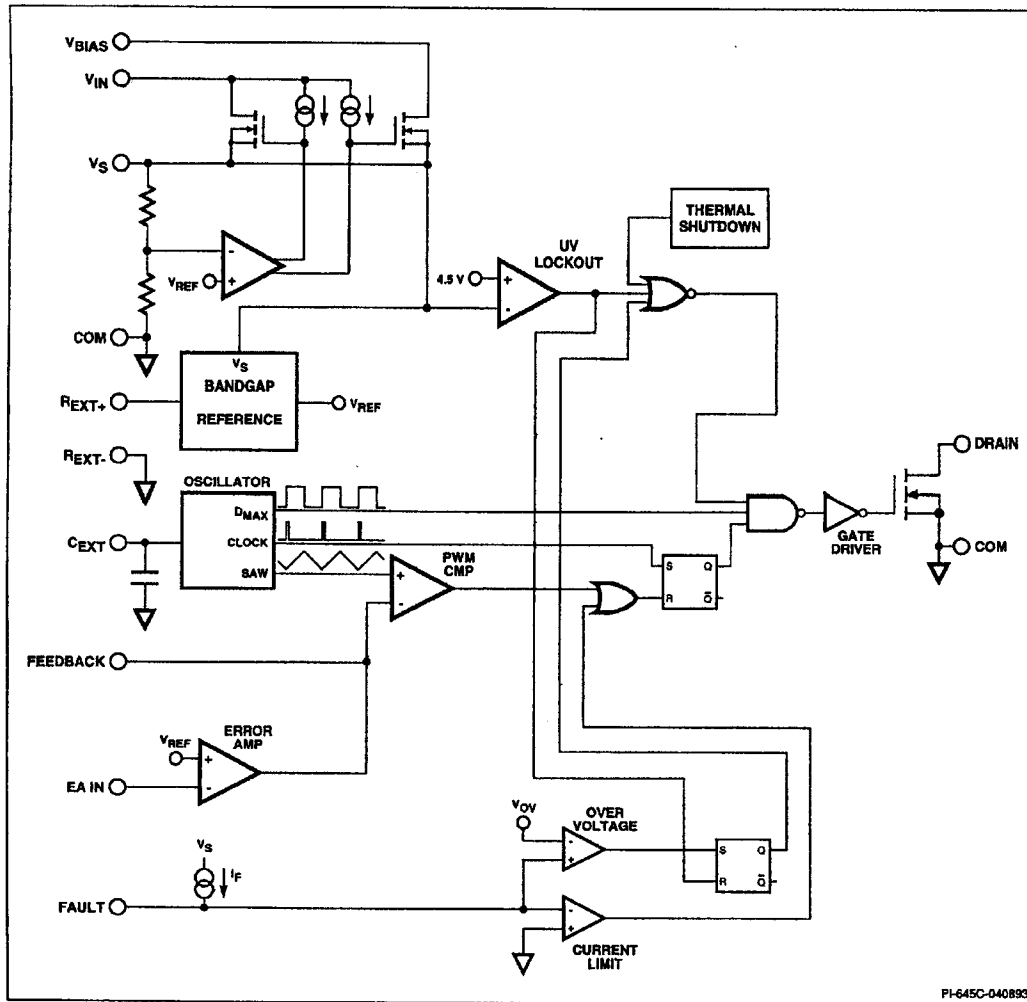 VBIAS
VIN
VS
-
VREF
+
COM
THERMAL
SHUTDOWN
UV
LOCKOUT
4.5 V
+
-
VS
BANDGAP
REFERENCE
REXT+
VREF
REXT-
OSCILLATOR
DMAX
CLOCK
SAW
CEXT
PWM
CMP
+
-
S
Q
R
Q
GATE
DRIVER
DRAIN
COM
FEEDBACK
ERROR
AMP
VREF
+
-
EA IN
VOV
OVER
VOLTAGE
-
+
S
Q
R
Q
VS
IF
FAULT
-
+
CURRENT
LIMIT
PI-645C-040893